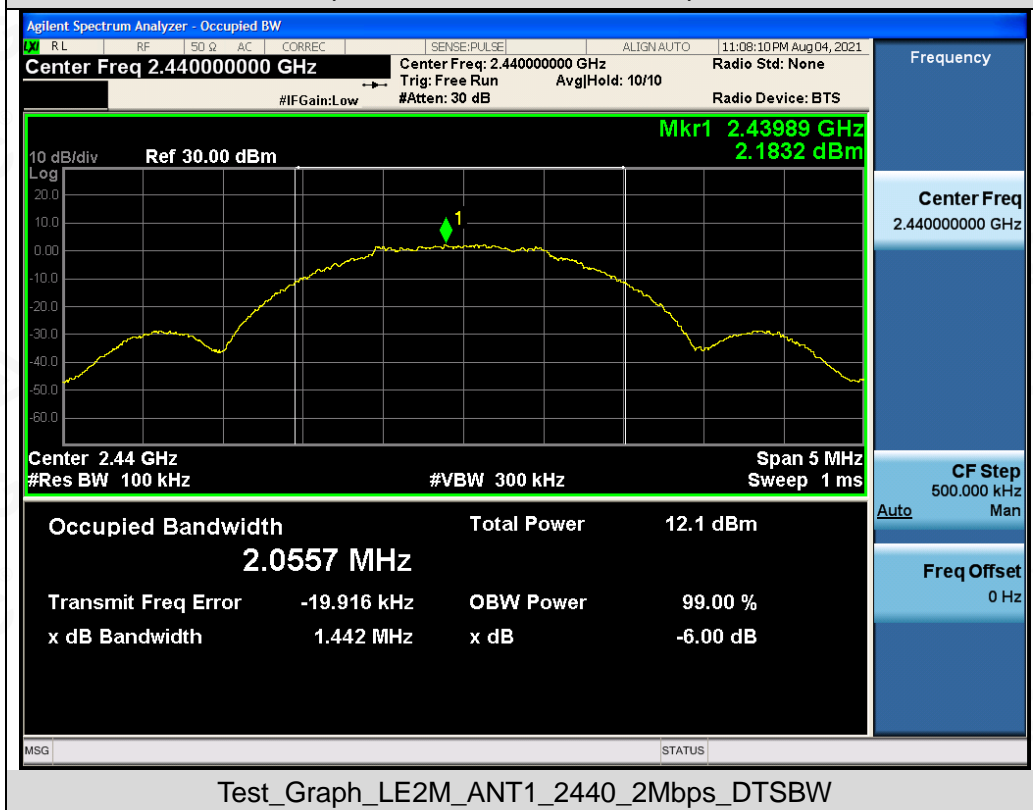 Agilent Spectrum Analyzer - Occupied BW
LXI RL RF 50 Ω AC CORREC SENSE:PULSE ALIGN AUTO 11:08:10 PM Aug 04, 2021
Center Freq 2.440000000 GHz
Center Freq: 2.440000000 GHz
Radio Std: None
Trig: Free Run Avg|Hold: 10/10
#IFGain:Low #Atten: 30 dB Radio Device: BTS
Frequency
Mkr1 2.43989 GHz
2.1832 dBm
10 dB/div Ref 30.00 dBm
Log
20.0
10.0
0.00
-10.0
-20.0
-30.0
-40.0
-50.0
-60.0
1
Center 2.44 GHz Span 5 MHz
#Res BW 100 kHz #VBW 300 kHz Sweep 1 ms
Occupied Bandwidth Total Power 12.1 dBm
2.0557 MHz
Transmit Freq Error -19.916 kHz OBW Power 99.00 %
x dB Bandwidth 1.442 MHz x dB -6.00 dB
Center Freq
2.440000000 GHz
CF Step
500.000 kHz
Auto Man
Freq Offset
0 Hz
MSG STATUS
Test_Graph_LE2M_ANT1_2440_2Mbps_DTSBW